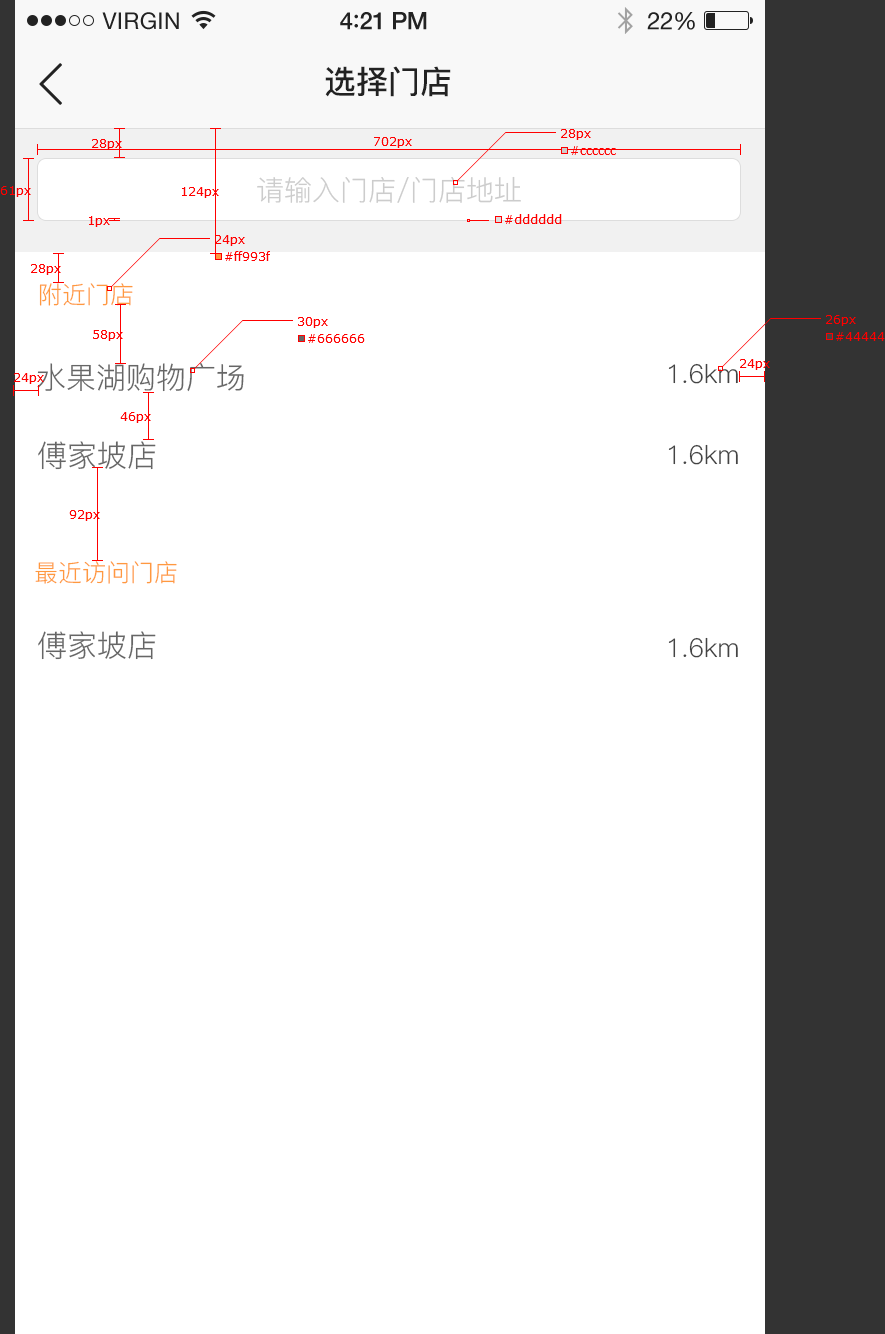 VIRGIN 4:21 PM 22%
选择门店
28px
702px
28px
#cccccc
61px
124px
请输入门店/门店地址
1px
#dddddd
24px
#ff993f
28px
附近门店
58px
30px
#666666
26px
#44444
24px
水果湖购物广场 1.6km
24px
46px
傅家坡店 1.6km
92px
最近访问门店
傅家坡店 1.6km